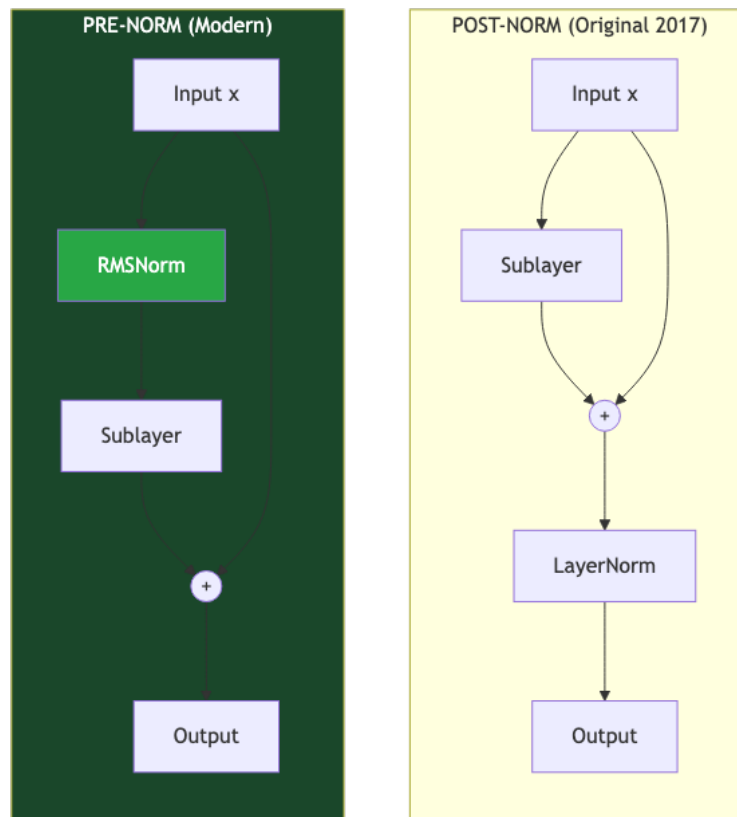 PRE-NORM (Modern)
Input x
RMSNorm
Sublayer
+
Output
POST-NORM (Original 2017)
Input x
Sublayer
+
LayerNorm
Output